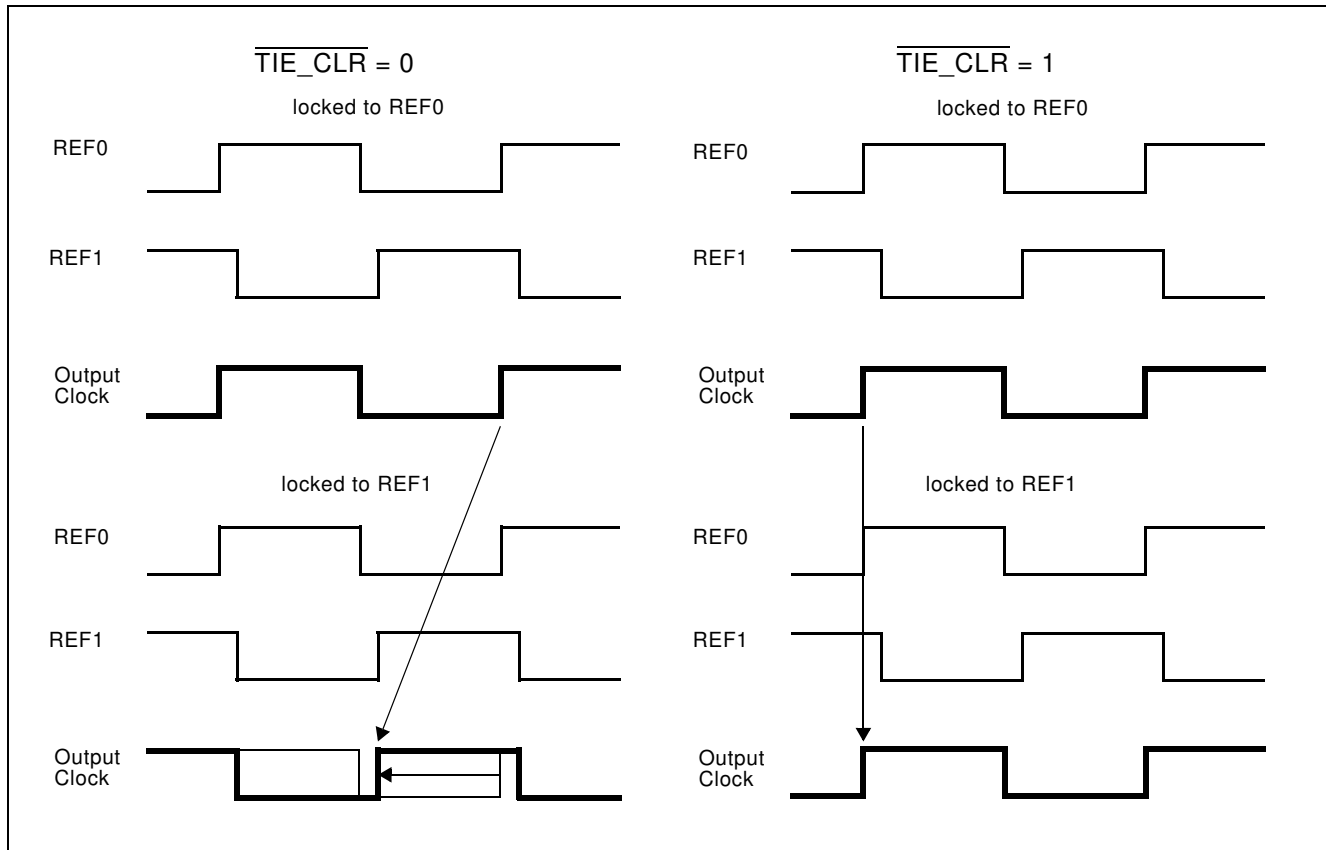 TIE_CLR = 0
locked to REF0
REF0
REF1
Output
Clock
locked to REF1
REF0
REF1
Output
Clock
TIE_CLR = 1
locked to REF0
REF0
REF1
Output
Clock
locked to REF1
REF0
REF1
Output
Clock